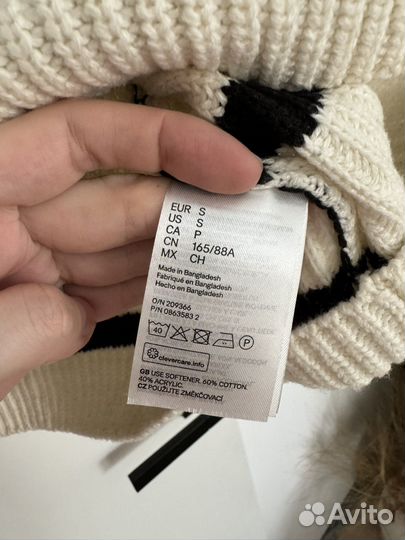 EUR S
US S
CA P
CN 165/88A
MX CH
Made in Bangladesh
Fabriqué en Bangladesh
Hecho en Bangladesh
O/N 209366
P/N 0863583 2
40 P
clevercare.info
GB USE SOFTENER. 60% COTTON.
40% ACRYLIC.
CZ POUŽIJTE ZMĚKČOVAČ.
Avito